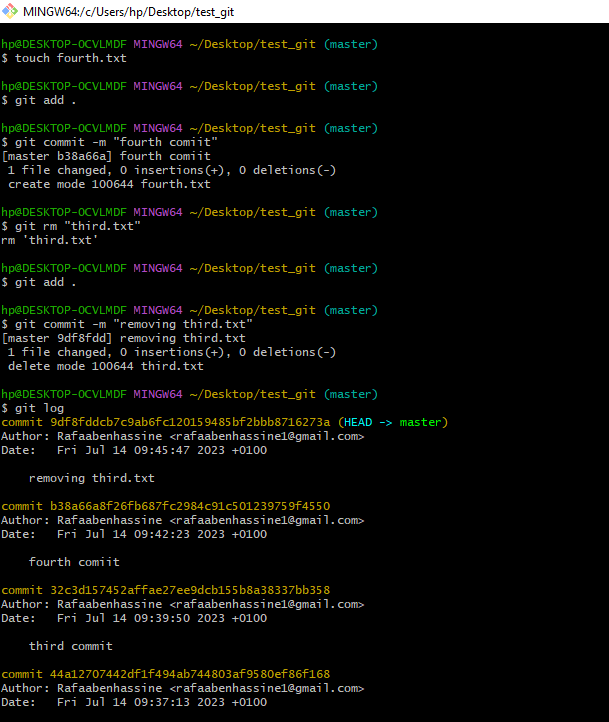 MINGW64:/c/Users/hp/Desktop/test_git
hp@DESKTOP-OCVLMDF MINGW64 ~/Desktop/test_git (master)
$ touch fourth.txt
hp@DESKTOP-OCVLMDF MINGW64 ~/Desktop/test_git (master)
$ git add .
hp@DESKTOP-OCVLMDF MINGW64 ~/Desktop/test_git (master)
$ git commit -m "fourth comiit"
[master b38a66a] fourth comiit
 1 file changed, 0 insertions(+), 0 deletions(-)
 create mode 100644 fourth.txt
hp@DESKTOP-OCVLMDF MINGW64 ~/Desktop/test_git (master)
$ git rm "third.txt"
rm 'third.txt'
hp@DESKTOP-OCVLMDF MINGW64 ~/Desktop/test_git (master)
$ git add .
hp@DESKTOP-OCVLMDF MINGW64 ~/Desktop/test_git (master)
$ git commit -m "removing third.txt"
[master 9df8fdd] removing third.txt
 1 file changed, 0 insertions(+), 0 deletions(-)
 delete mode 100644 third.txt
hp@DESKTOP-OCVLMDF MINGW64 ~/Desktop/test_git (master)
$ git log
commit 9df8fddcb7c9ab6fc120159485bf2bbb8716273a (HEAD -> master)
Author: Rafaabenhassine <rafaabenhassine1@gmail.com>
Date:   Fri Jul 14 09:45:47 2023 +0100
    removing third.txt
commit b38a66a8f26fb687fc2984c91c501239759f4550
Author: Rafaabenhassine <rafaabenhassine1@gmail.com>
Date:   Fri Jul 14 09:42:23 2023 +0100
    fourth comiit
commit 32c3d157452affae27ee9dcb155b8a38337bb358
Author: Rafaabenhassine <rafaabenhassine1@gmail.com>
Date:   Fri Jul 14 09:39:50 2023 +0100
    third commit
commit 44a12707442df1f494ab744803af9580ef86f168
Author: Rafaabenhassine <rafaabenhassine1@gmail.com>
Date:   Fri Jul 14 09:37:13 2023 +0100